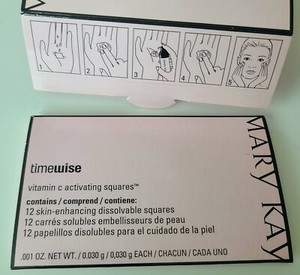 1
2
3
4
5
timewise
vitamin c activating squares™
contains / comprend / contiene:
12 skin-enhancing dissolvable squares
12 carrés solubles embellisseurs de peau
12 papelillos disolubles para el cuidado de la piel
.001 OZ. NET WT. / 0.030 g / 0,030 g EACH / CHACUN / CADA UNO
MARY KAY